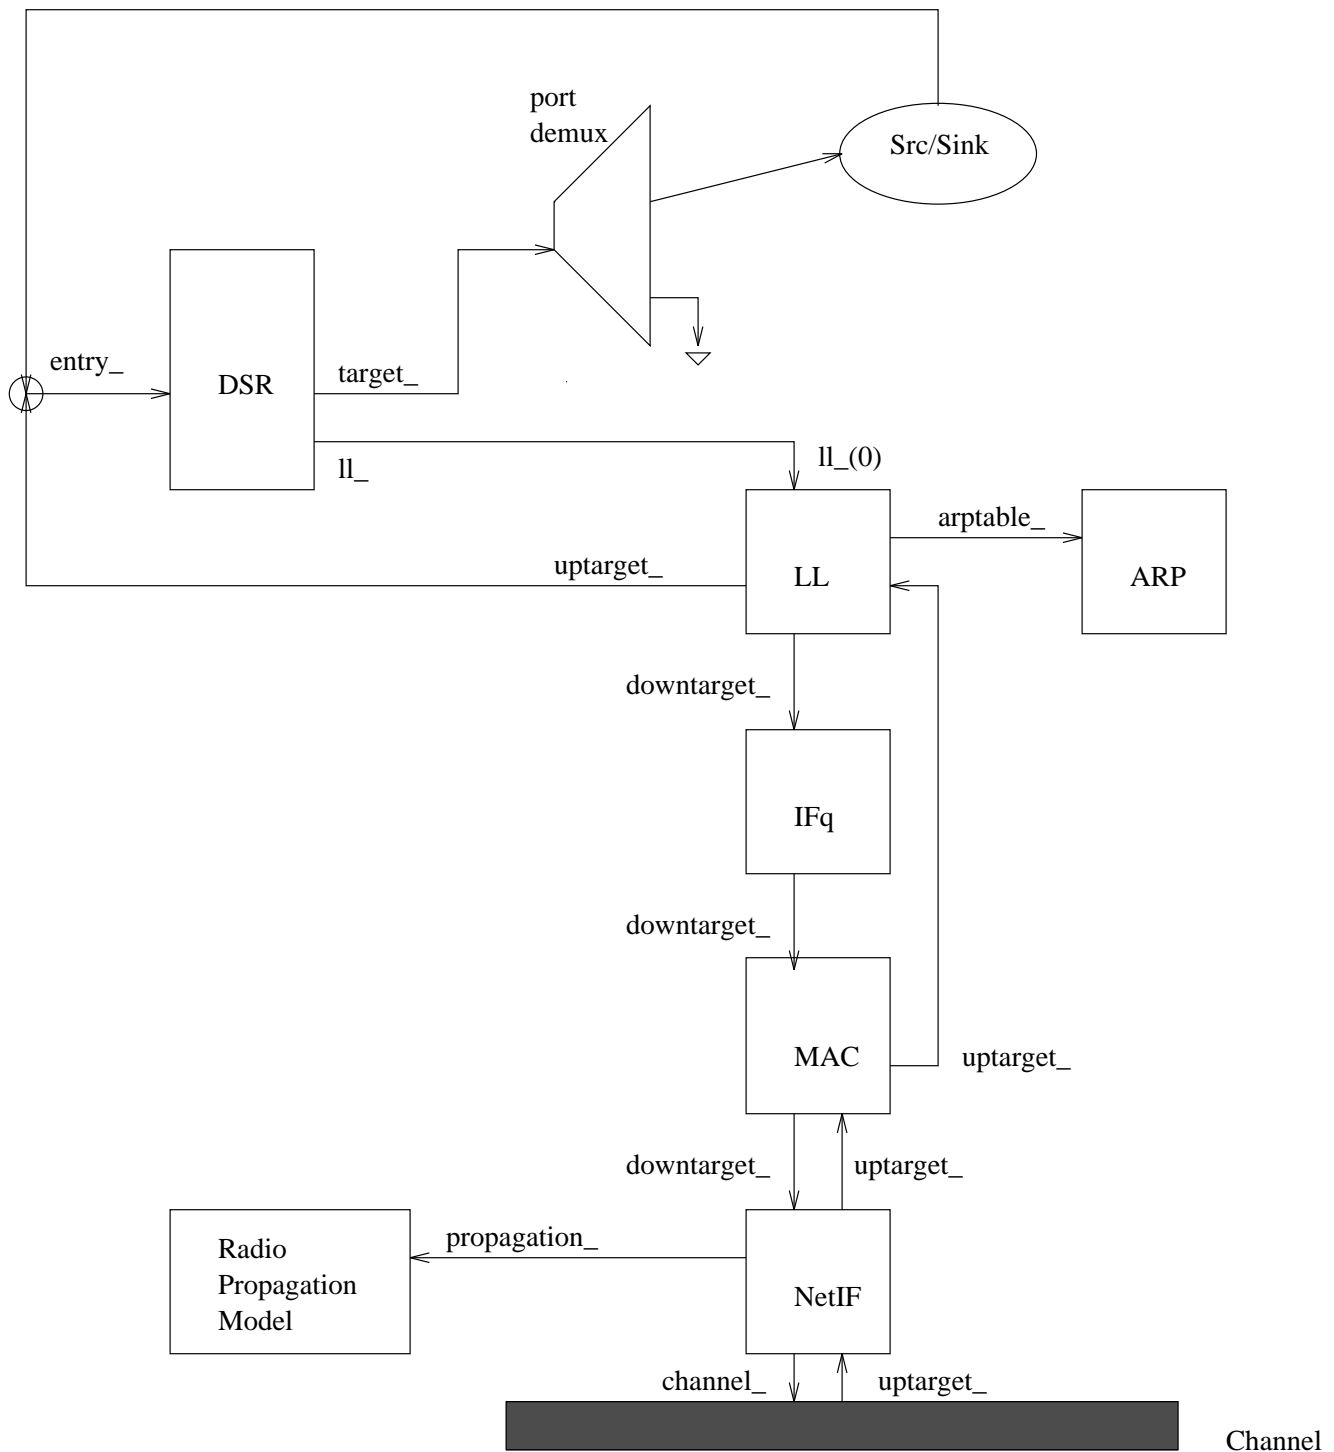 port
demux
Src/Sink
entry_
DSR
target_
ll_
ll_(0)
arptable_
uptarget_
LL
ARP
downtarget_
IFq
downtarget_
MAC
uptarget_
downtarget_
uptarget_
Radio
Propagation
Model
propagation_
NetIF
channel_
uptarget_
Channel